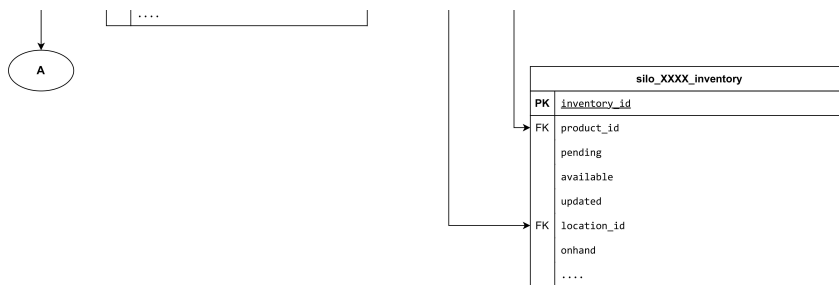 ....
A
silo_XXXX_inventory
PK inventory_id
FK product_id
pending
available
updated
FK location_id
onhand
....